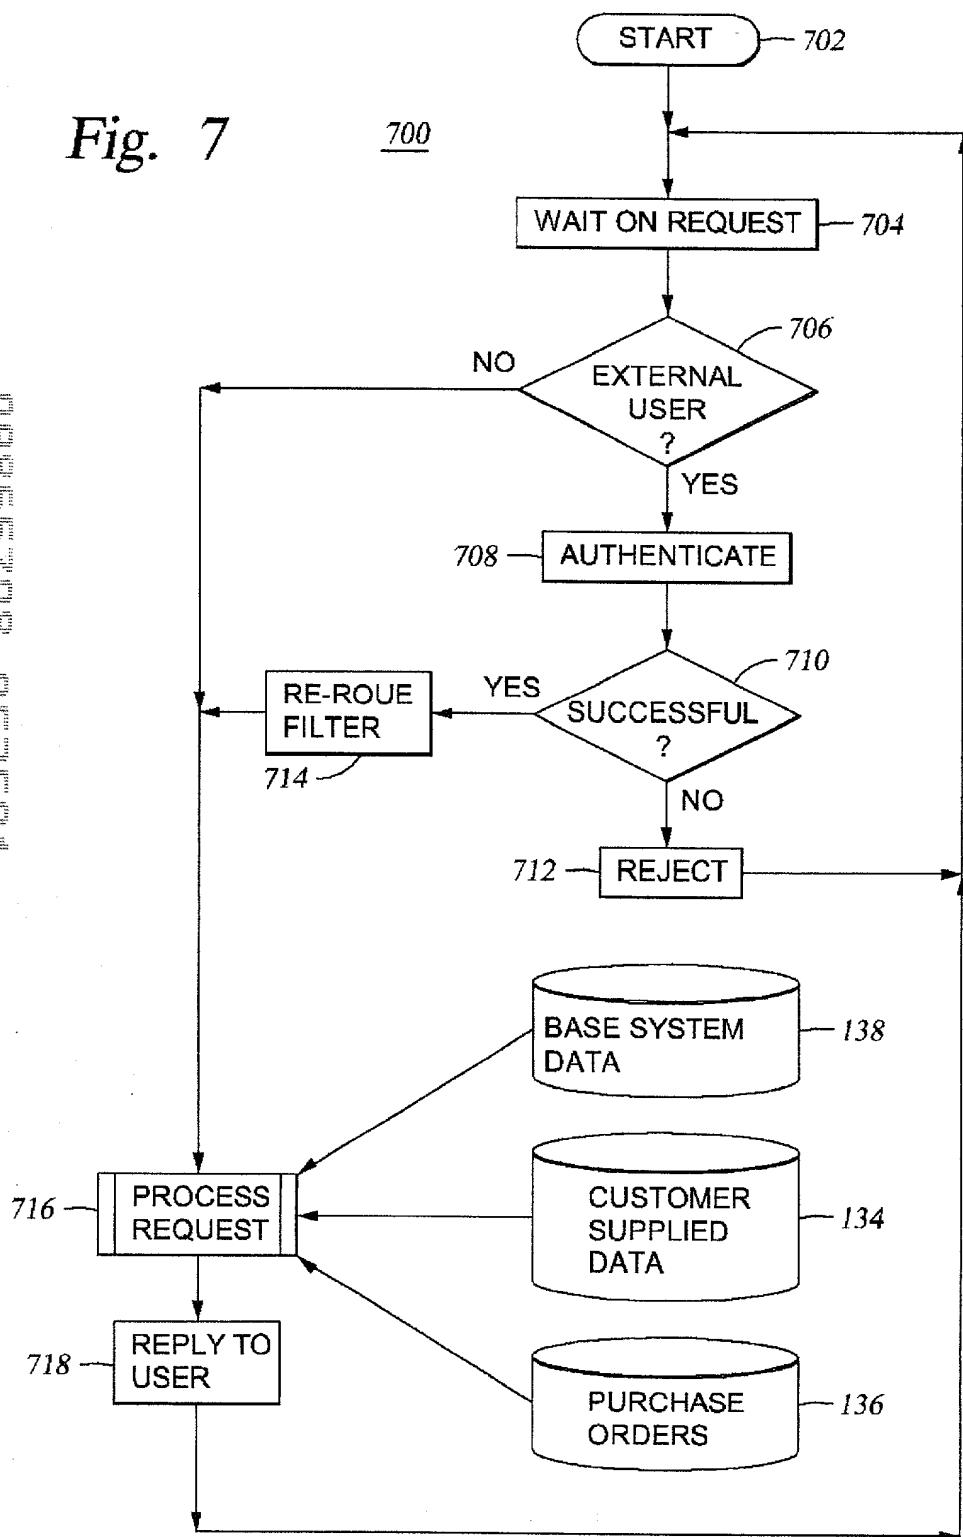 START
702
Fig. 7
700
WAIT ON REQUEST
704
706
NO
EXTERNAL
USER
?
YES
708
AUTHENTICATE
710
YES
RE-ROUE
FILTER
SUCCESSFUL
?
714
NO
712
REJECT
BASE SYSTEM
DATA
138
716
PROCESS
REQUEST
CUSTOMER
SUPPLIED
DATA
134
718
REPLY TO
USER
PURCHASE
ORDERS
136